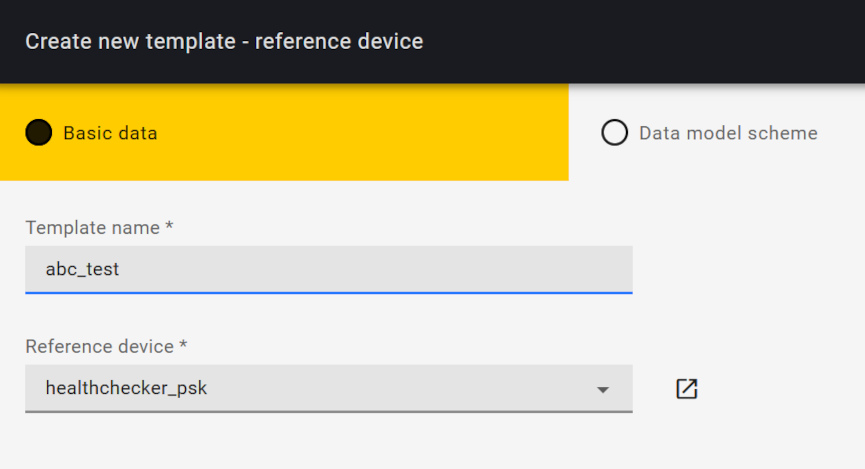 Create new template - reference device
Basic data
Data model scheme
Template name *
abc_test
Reference device *
healthchecker_psk